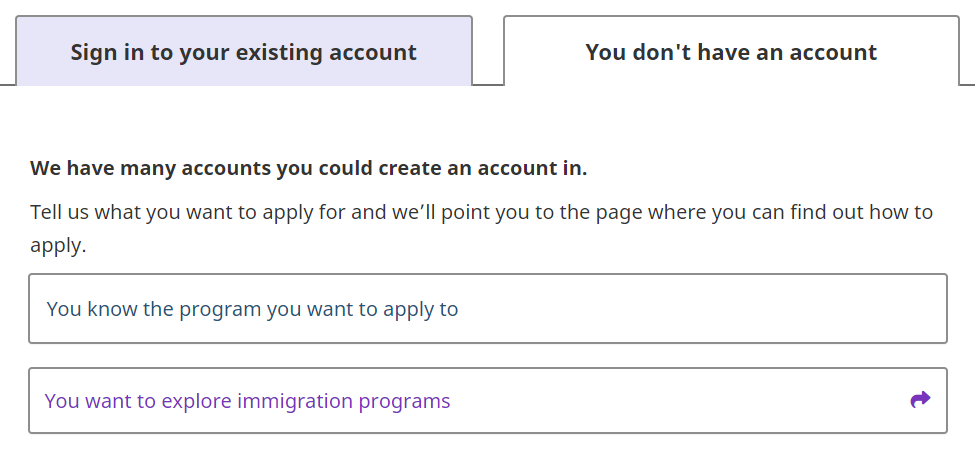 Sign in to your existing account
You don't have an account
We have many accounts you could create an account in.
Tell us what you want to apply for and we’ll point you to the page where you can find out how to
apply.
You know the program you want to apply to
You want to explore immigration programs